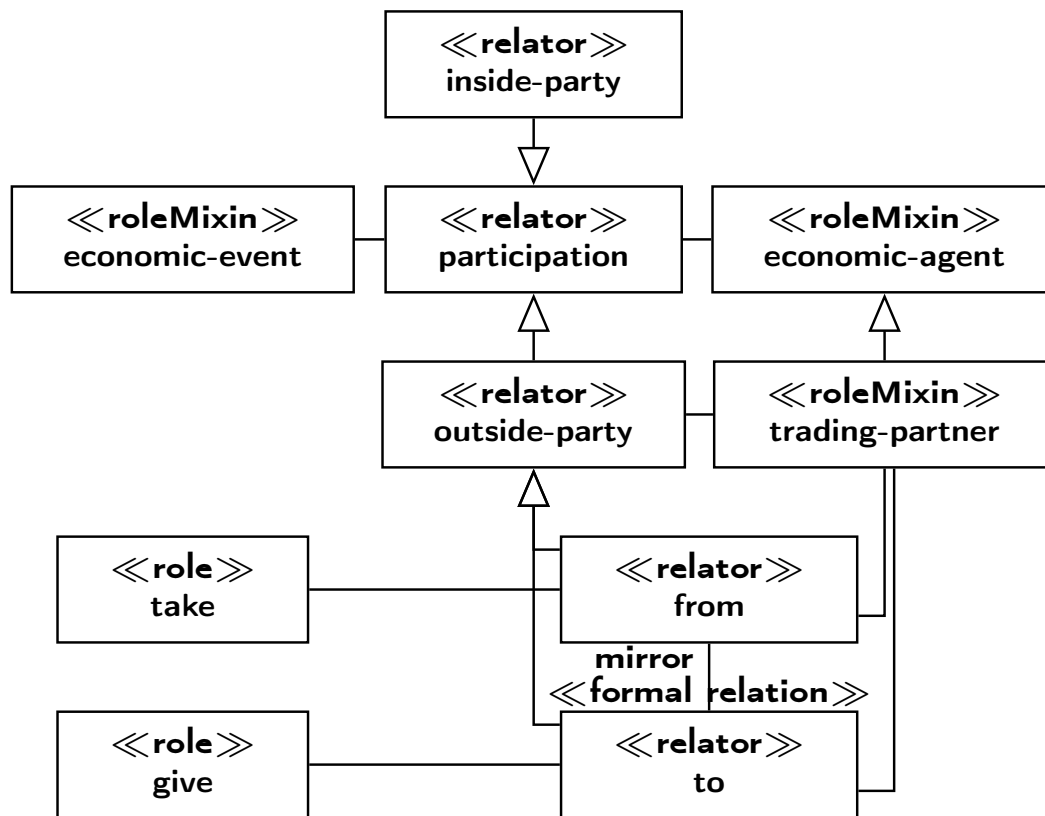 ≪relator≫
inside-party
≪roleMixin≫
economic-event
≪relator≫
participation
≪roleMixin≫
economic-agent
≪relator≫
outside-party
≪roleMixin≫
trading-partner
≪role≫
take
≪relator≫
from
mirror
≪formal relation≫
≪role≫
give
≪relator≫
to